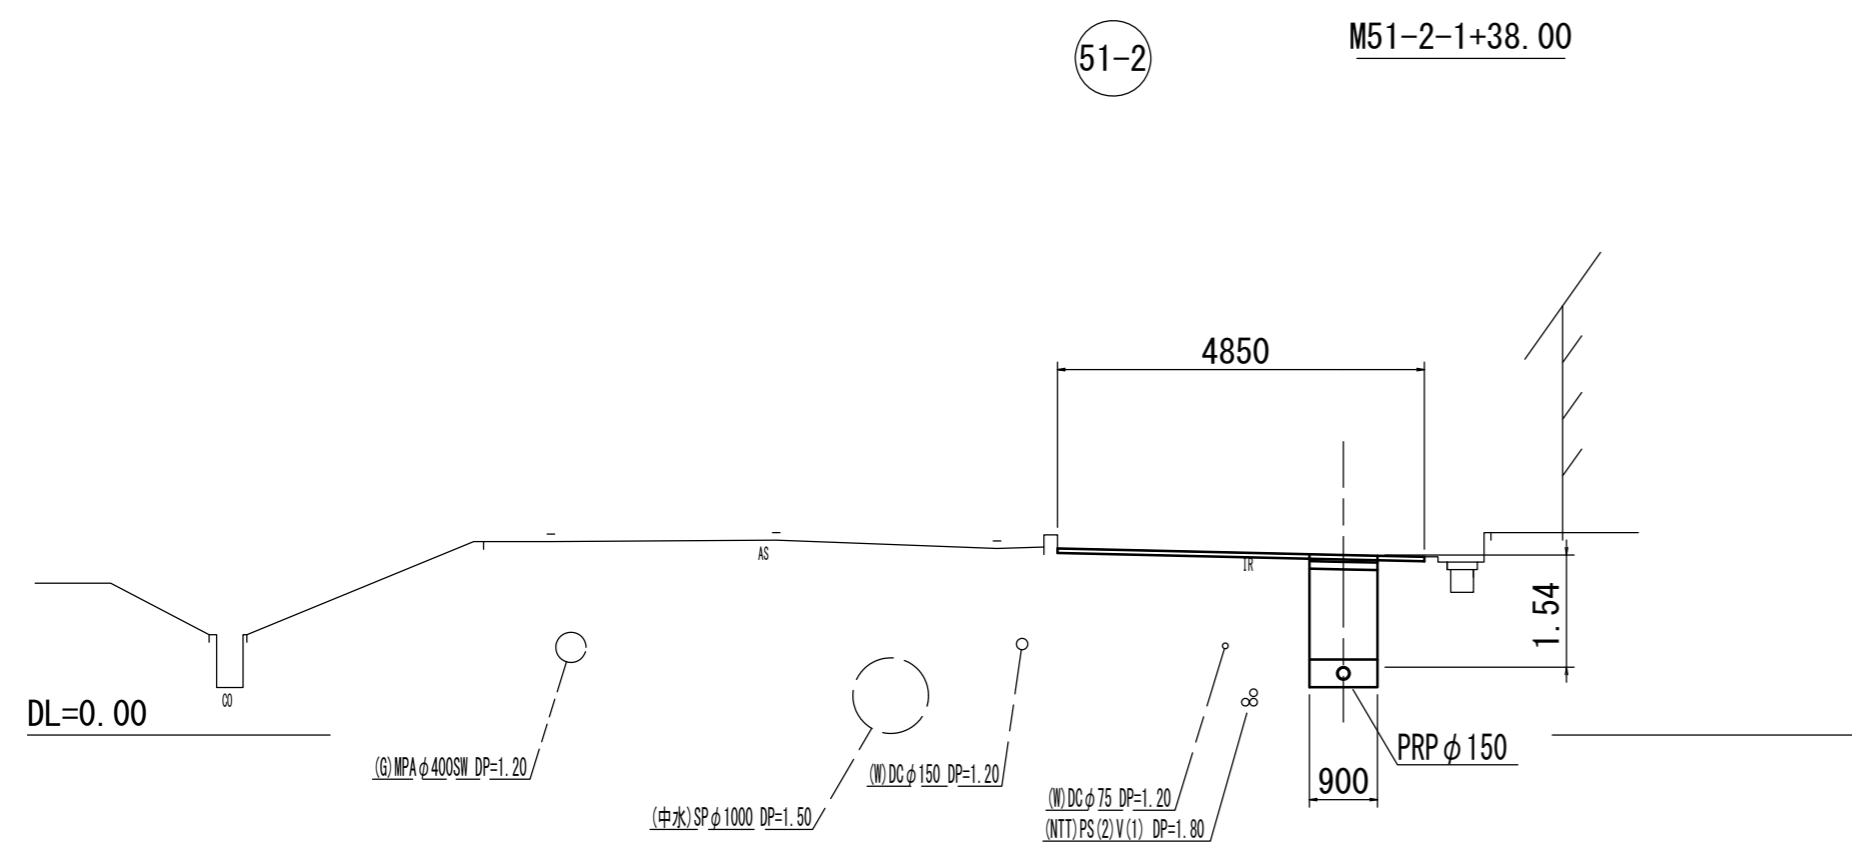 51-2
M51-2-1+38.00
4850
AS
IR
1.54
CO
DL=0.00
PRPφ150
(G)MPAφ400SW DP=1.20
(W)DCφ150 DP=1.20
900
(W)DCφ75 DP=1.20
(中水)SPφ1000 DP=1.50
(NTT)PS(2)V(1) DP=1.80